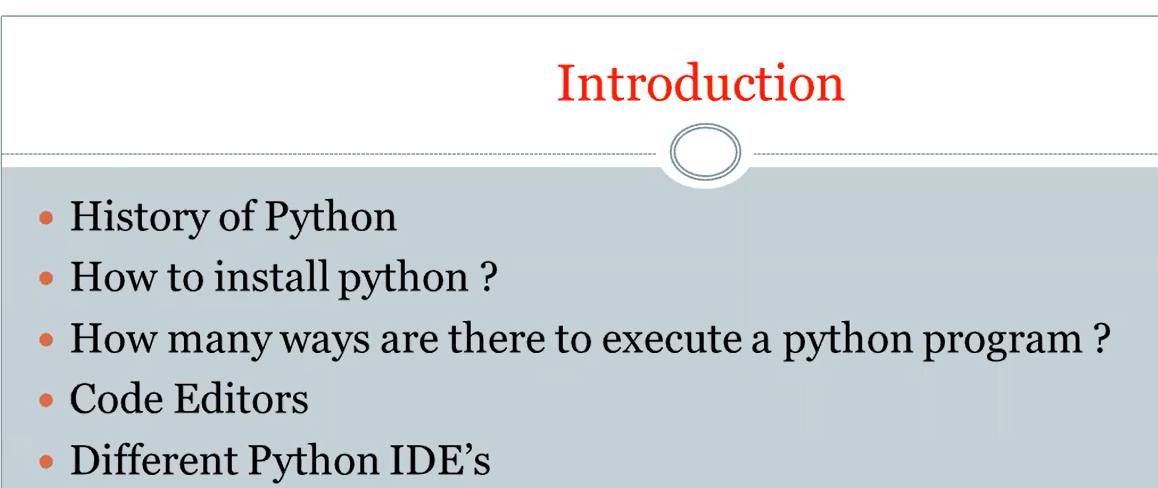 Introduction
History of Python
How to install python ?
How many ways are there to execute a python program ?
Code Editors
Different Python IDE’s